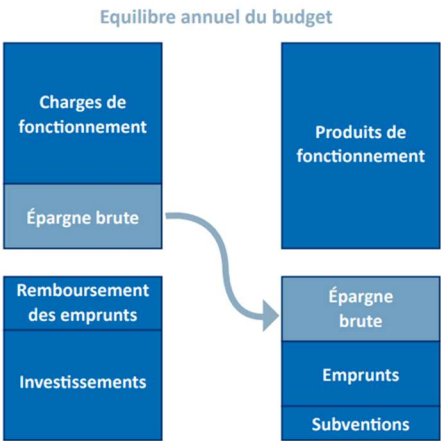 Equilibre annuel du budget
Charges de
fonctionnement
Épargne brute
Produits de
fonctionnement
Remboursement
des emprunts
Investissements
Épargne
brute
Emprunts
Subventions